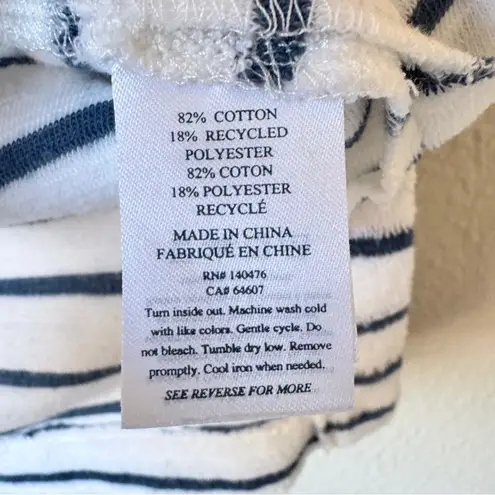 82% COTTON
18% RECYCLED
POLYESTER
82% COTON
18% POLYESTER
RECYCLÉ
MADE IN CHINA
FABRIQUÉ EN CHINE
RN# 140476
CA# 64607
Turn inside out. Machine wash cold
with like colors. Gentle cycle. Do
not bleach. Tumble dry low. Remove
promptly. Cool iron when needed.
SEE REVERSE FOR MORE